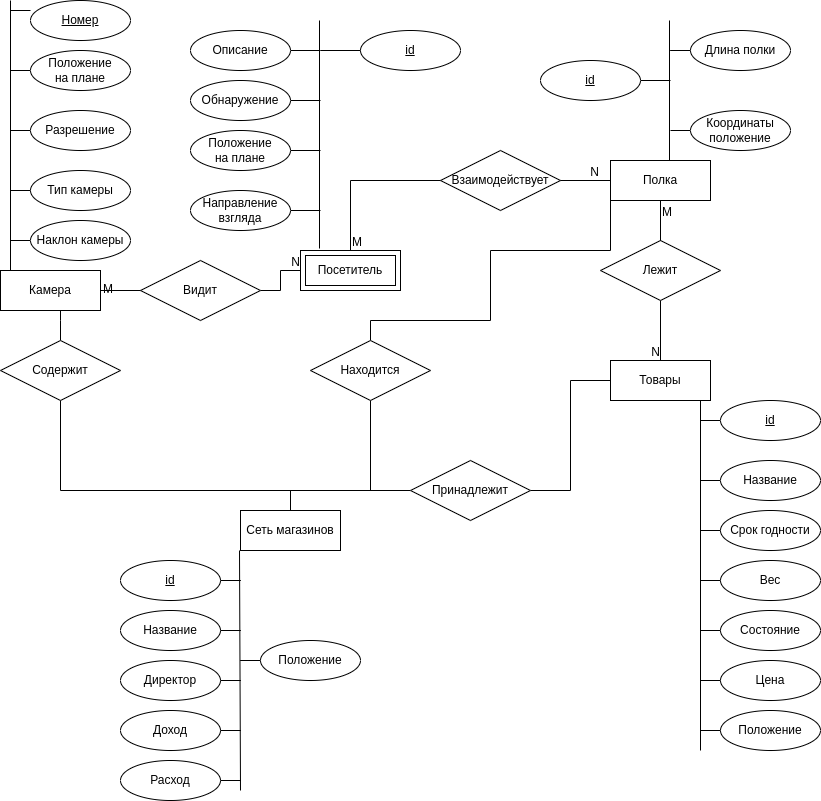 Номер
Положение
на плане
Разрешение
Тип камеры
Наклон камеры
Камера
Описание
id
Обнаружение
Положение
на плане
Направление
взгляда
Посетитель
id
Длина полки
Координаты
положение
Полка
Взаимодействует
N
M
M
Видит
N
M
Лежит
N
Содержит
Находится
Товары
Принадлежит
Сеть магазинов
id
Название
Директор
Доход
Расход
Положение
id
Название
Срок годности
Вес
Состояние
Цена
Положение